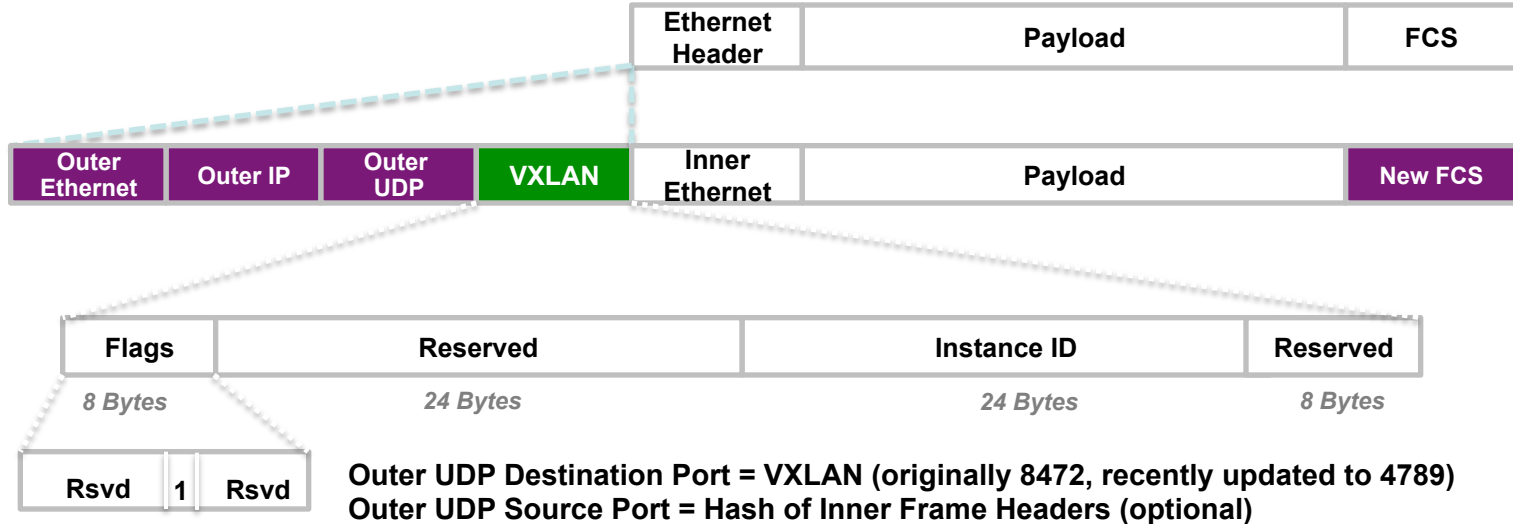 Ethernet
Header
Payload
FCS
Outer
Ethernet
Outer IP
Outer
UDP
VXLAN
Inner
Ethernet
Payload
New FCS
Flags
Reserved
Instance ID
Reserved
8 Bytes
24 Bytes
24 Bytes
8 Bytes
Rsvd
1
Rsvd
Outer UDP Destination Port = VXLAN (originally 8472, recently updated to 4789)
Outer UDP Source Port = Hash of Inner Frame Headers (optional)